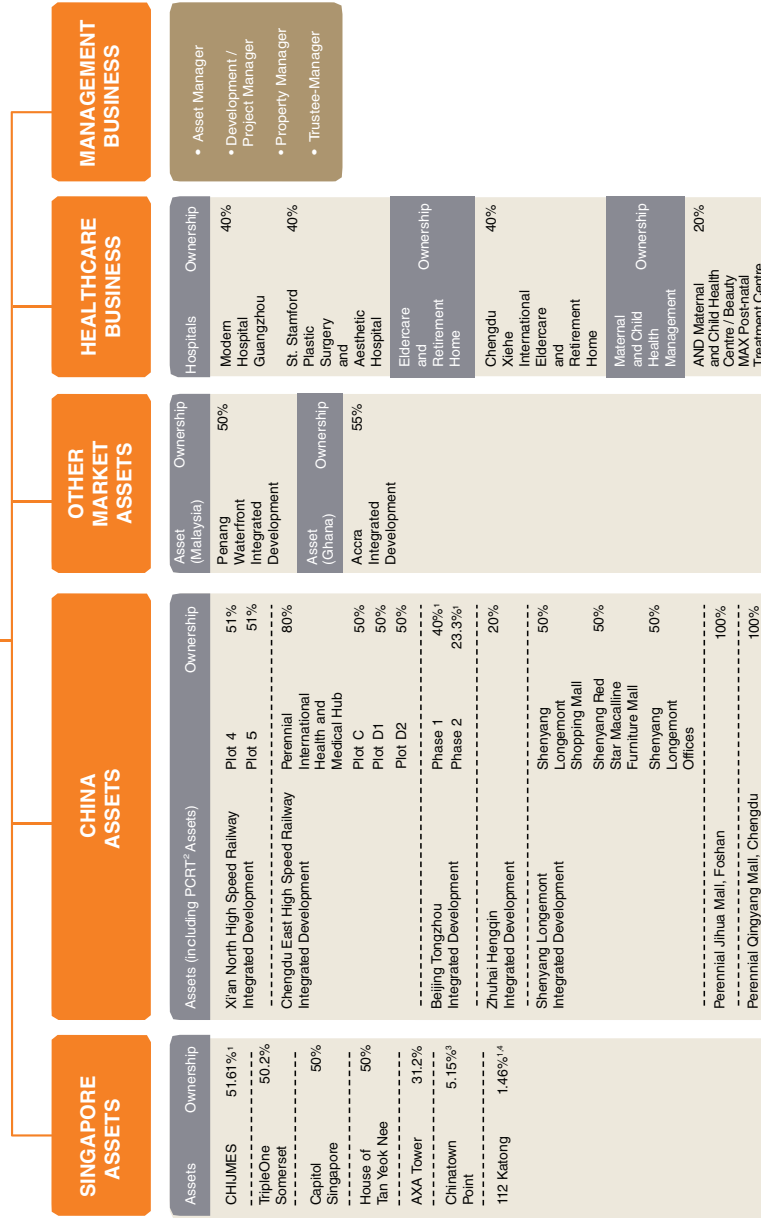 SINGAPORE
ASSETS
Assets Ownership
CHIJMES 51.61%¹
TripleOne
Somerset 50.2%
Capitol
Singapore 50%
House of
Tan Yeok Nee 50%
AXA Tower 31.2%
Chinatown
Point 5.15%³
112 Katong 1.46%¹,⁴
CHINA
ASSETS
Assets (including PCRT² Assets) Ownership
Xi'an North High Speed Railway Plot 4 51%
Integrated Development Plot 5 51%
Chengdu East High Speed Railway Perennial 80%
Integrated Development International
Health and
Medical Hub
Plot C 50%
Plot D1 50%
Plot D2 50%
Beijing Tongzhou Phase 1 40%¹
Integrated Development Phase 2 23.3%¹
Zhuhai Hengqin 20%
Integrated Development
Shenyang Longemont Shenyang 50%
Integrated Development Longemont
Shopping Mall
Shenyang Red 50%
Star Macalline
Furniture Mall
Shenyang 50%
Longemont
Offices
Perennial Jihua Mall, Foshan 100%
Perennial Qingyang Mall, Chengdu 100%
OTHER
MARKET
ASSETS
Asset Ownership
(Malaysia)
Penang 50%
Waterfront
Integrated
Development
Asset
(Ghana) Ownership
Accra 55%
Integrated
Development
HEALTHCARE
BUSINESS
Hospitals Ownership
Modern 40%
Hospital
Guangzhou
St. Stamford 40%
Plastic
Surgery
and
Aesthetic
Hospital
Eldercare
and Ownership
Retirement
Home
Chengdu 40%
Xiehe
International
Eldercare
and
Retirement
Home
Maternal
and Child Ownership
Health
Management
AND Maternal 20%
and Child Health
Centre / Beauty
MAX Post-natal
Treatment Centre
MANAGEMENT
BUSINESS
• Asset Manager
• Development /
Project Manager
• Property Manager
• Trustee-Manager